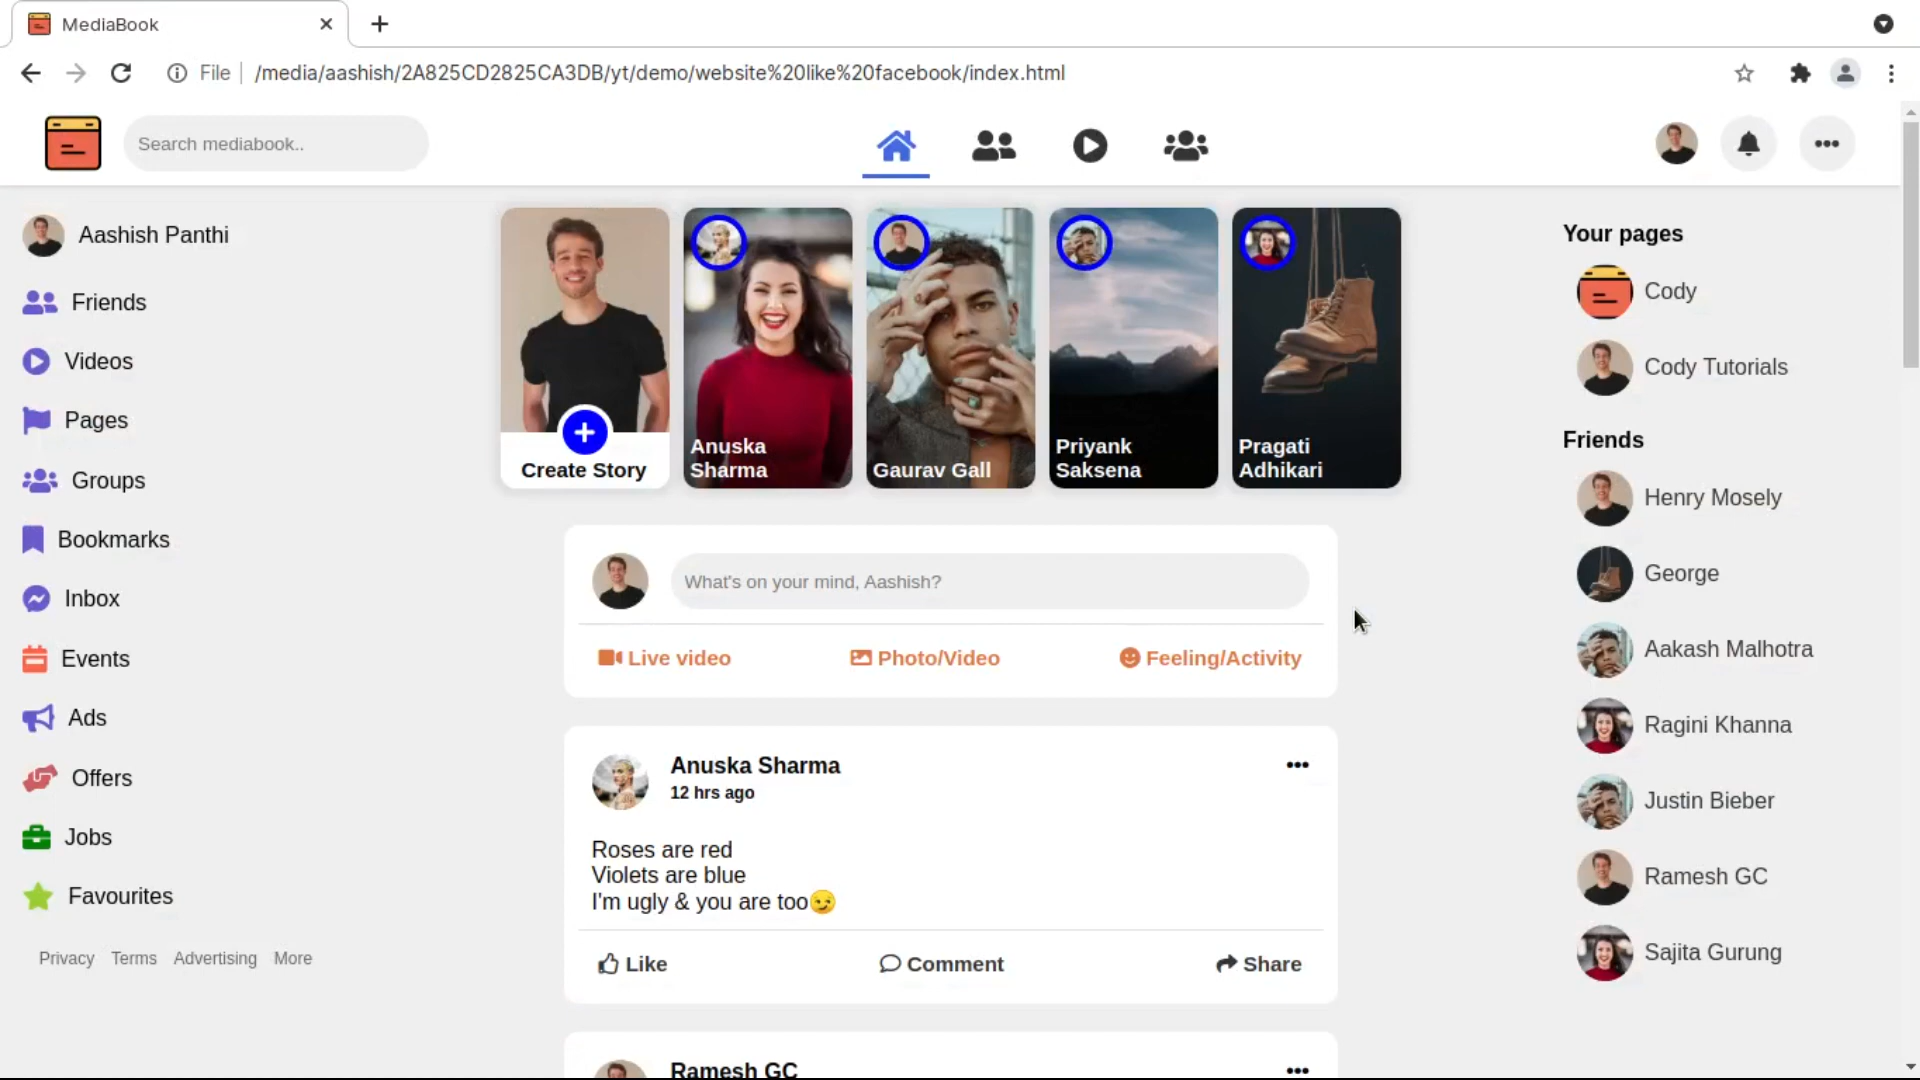 MediaBook
File
/media/aashish/2A825CD2825CA3DB/yt/demo/website%20like%20facebook/index.html
Search mediabook..
Aashish Panthi
Friends
Videos
Pages
Groups
Bookmarks
Inbox
Events
Ads
Offers
Jobs
Favourites
Privacy Terms Advertising More
Create Story
Anuska
Sharma
Gaurav Gall
Priyank
Saksena
Pragati
Adhikari
What's on your mind, Aashish?
Live video
Photo/Video
Feeling/Activity
Anuska Sharma
12 hrs ago
Roses are red
Violets are blue
I'm ugly & you are too😏
Like
Comment
Share
Ramesh GC
Your pages
Cody
Cody Tutorials
Friends
Henry Mosely
George
Aakash Malhotra
Ragini Khanna
Justin Bieber
Ramesh GC
Sajita Gurung